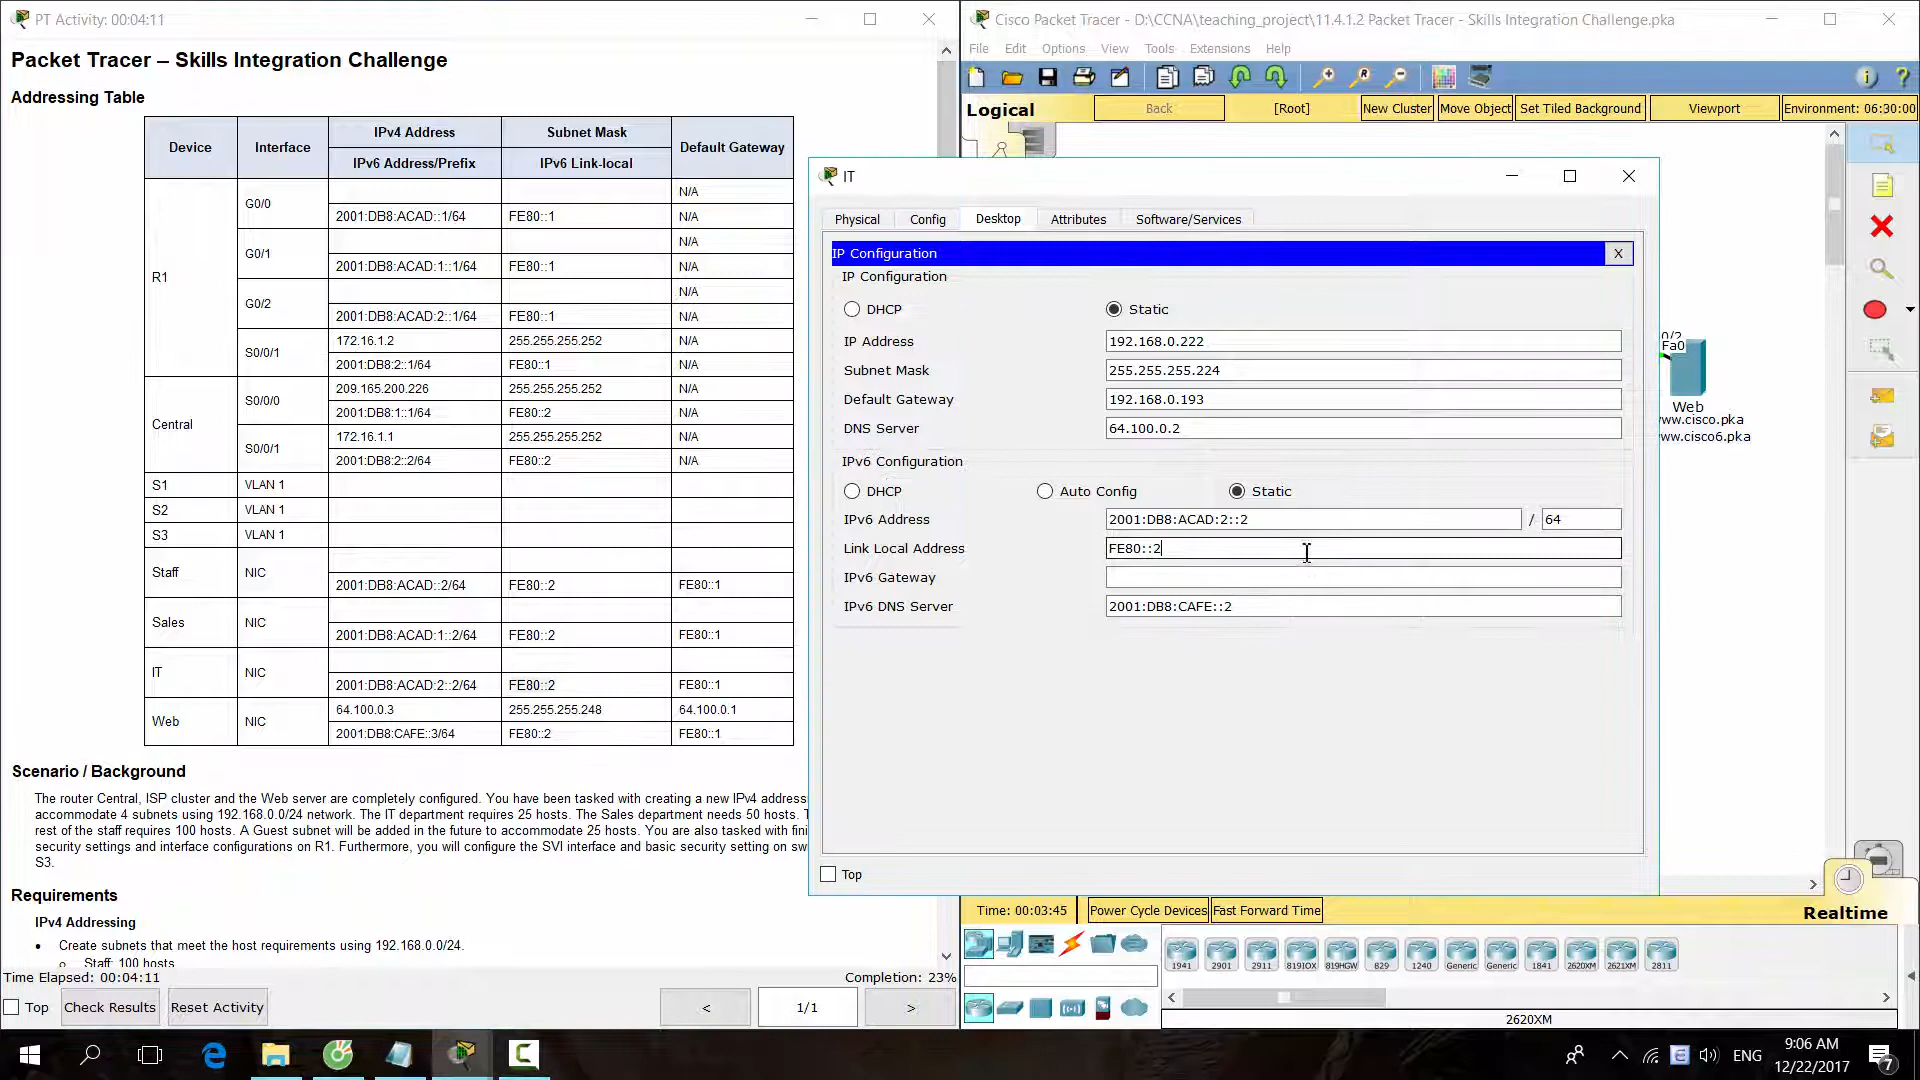 PT Activity: 00:04:11
Packet Tracer – Skills Integration Challenge
Addressing Table
Device Interface IPv4 Address Subnet Mask Default Gateway
IPv6 Address/Prefix IPv6 Link-local
R1 G0/0 N/A
2001:DB8:ACAD::1/64 FE80::1 N/A
G0/1 N/A
2001:DB8:ACAD:1::1/64 FE80::1 N/A
G0/2 N/A
2001:DB8:ACAD:2::1/64 FE80::1 N/A
S0/0/1 172.16.1.2 255.255.255.252 N/A
2001:DB8:2::1/64 FE80::1 N/A
Central S0/0/0 209.165.200.226 255.255.255.252 N/A
2001:DB8:1::1/64 FE80::2 N/A
S0/0/1 172.16.1.1 255.255.255.252 N/A
2001:DB8:2::2/64 FE80::2 N/A
S1 VLAN 1
S2 VLAN 1
S3 VLAN 1
Staff NIC
2001:DB8:ACAD::2/64 FE80::2 FE80::1
Sales NIC
2001:DB8:ACAD:1::2/64 FE80::2 FE80::1
IT NIC
2001:DB8:ACAD:2::2/64 FE80::2 FE80::1
Web NIC 64.100.0.3 255.255.255.248 64.100.0.1
2001:DB8:CAFE::3/64 FE80::2 FE80::1
Scenario / Background
The router Central, ISP cluster and the Web server are completely configured. You have been tasked with creating a new IPv4 address
accommodate 4 subnets using 192.168.0.0/24 network. The IT department requires 25 hosts. The Sales department needs 50 hosts. T
rest of the staff requires 100 hosts. A Guest subnet will be added in the future to accommodate 25 hosts. You are also tasked with fini
security settings and interface configurations on R1. Furthermore, you will configure the SVI interface and basic security setting on sw
S3.
Requirements
IPv4 Addressing
• Create subnets that meet the host requirements using 192.168.0.0/24.
o Staff: 100 hosts
Time Elapsed: 00:04:11 Completion: 23%
Top Check Results Reset Activity < 1/1 >
Cisco Packet Tracer - D:\CCNA\teaching_project\11.4.1.2 Packet Tracer - Skills Integration Challenge.pka
File Edit Options View Tools Extensions Help
Logical Back [Root] New Cluster Move Object Set Tiled Background Viewport Environment: 06:30:00
IT
Physical Config Desktop Attributes Software/Services
IP Configuration X
IP Configuration
DHCP Static
IP Address 192.168.0.222
Subnet Mask 255.255.255.224
Default Gateway 192.168.0.193
DNS Server 64.100.0.2
IPv6 Configuration
DHCP Auto Config Static
IPv6 Address 2001:DB8:ACAD:2::2 / 64
Link Local Address FE80::2
IPv6 Gateway
IPv6 DNS Server 2001:DB8:CAFE::2
Top
0/2
Fa0
Web
ww.cisco.pka
ww.cisco6.pka
Time: 00:03:45 Power Cycle Devices Fast Forward Time
Realtime
1941 2901 2911 819IOX 819HGW 829 1240 Generic Generic 1841 2620XM 2621XM 2811
2620XM
ENG
9:06 AM
12/22/2017
7